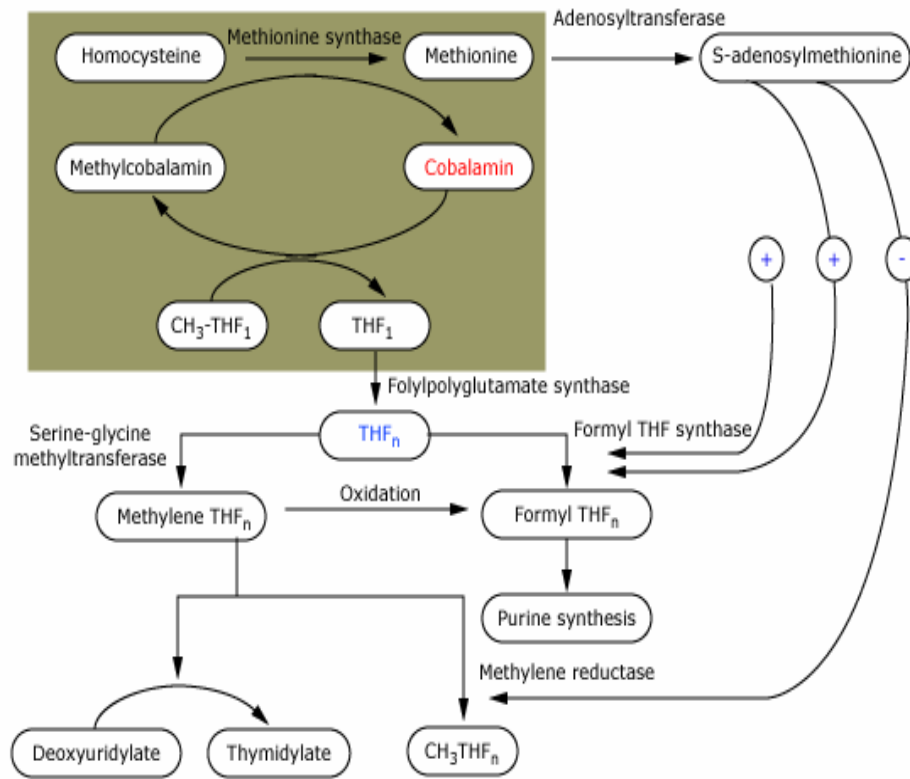 Adenosyltransferase
Methionine synthase
Homocysteine
Methionine
S-adenosylmethionine
Methylcobalamin
Cobalamin
+
+
-
CH₃-THF₁
THF₁
Folylpolyglutamate synthase
Serine-glycine
methyltransferase
THFₙ
Formyl THF synthase
Oxidation
Methylene THFₙ
Formyl THFₙ
Purine synthesis
Methylene reductase
Deoxyuridylate
Thymidylate
CH₃THFₙ